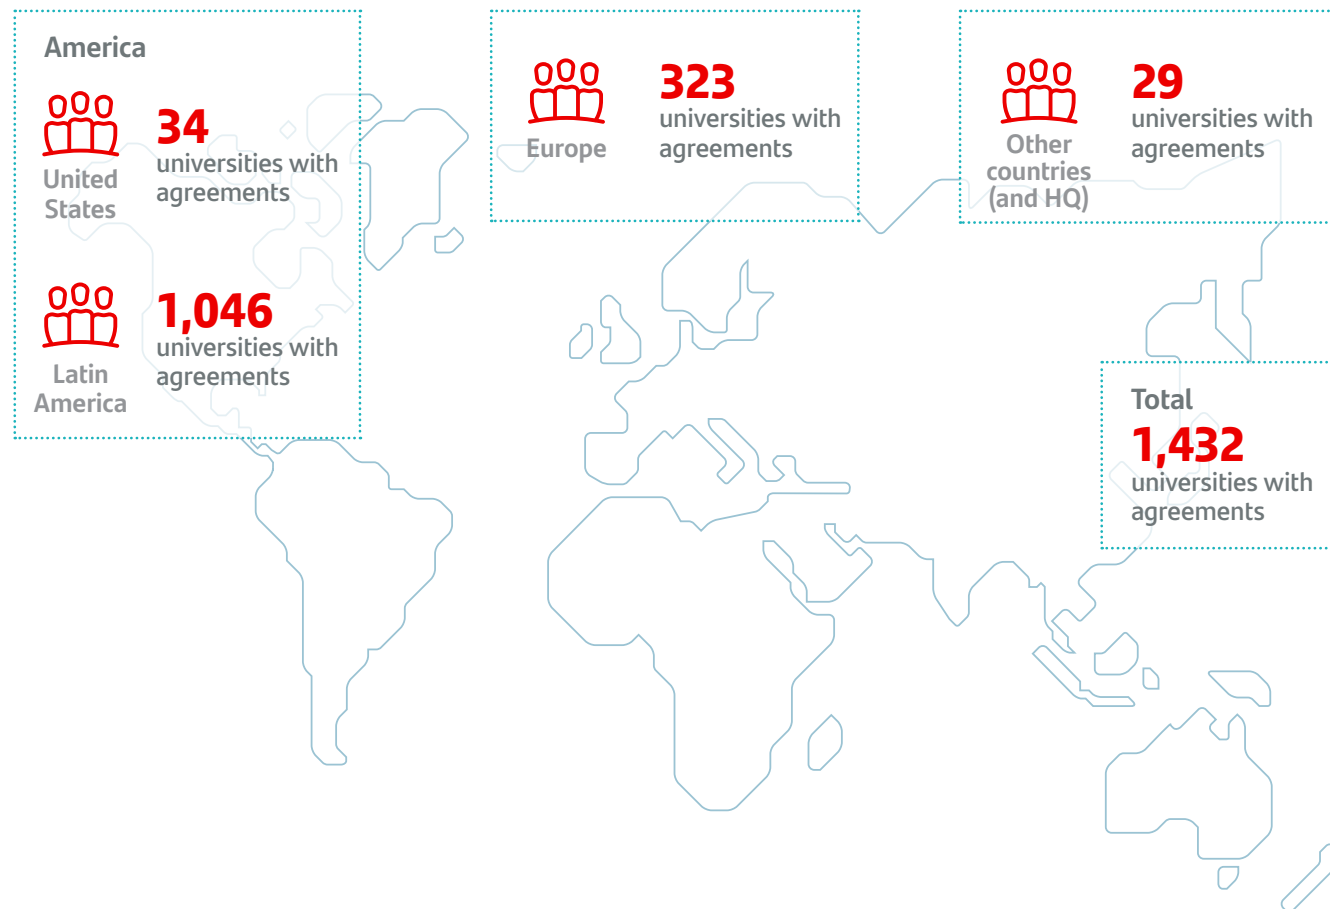 America
34
universities with
agreements
United
States
1,046
universities with
agreements
Latin
America
323
universities with
agreements
Europe
29
universities with
agreements
Other
countries
(and HQ)
Total
1,432
universities with
agreements